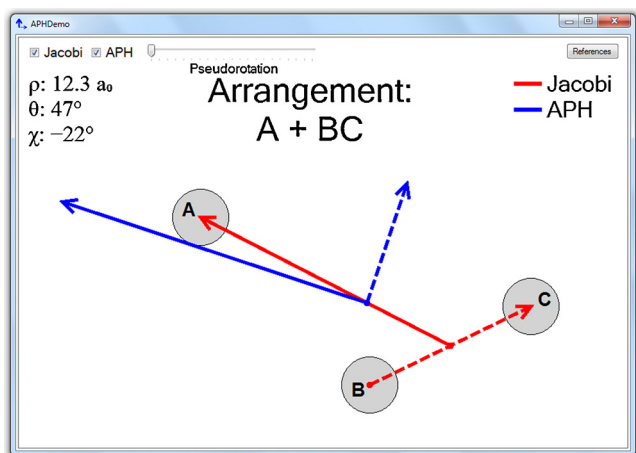 APHDemo
Jacobi APH
Pseudorotation
References
ρ: 12.3 a₀
θ: 47°
χ: −22°
Arrangement:
A + BC
Jacobi
APH
A
C
B